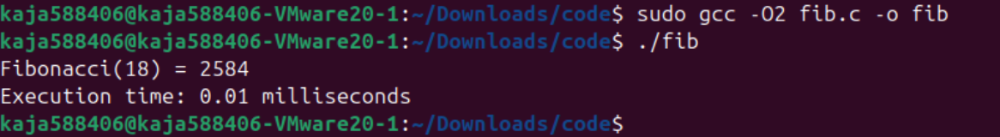 kaja588406@kaja588406-VMware20-1:~/Downloads/code$ sudo gcc -O2 fib.c -o fib
kaja588406@kaja588406-VMware20-1:~/Downloads/code$ ./fib
Fibonacci(18) = 2584
Execution time: 0.01 milliseconds
kaja588406@kaja588406-VMware20-1:~/Downloads/code$